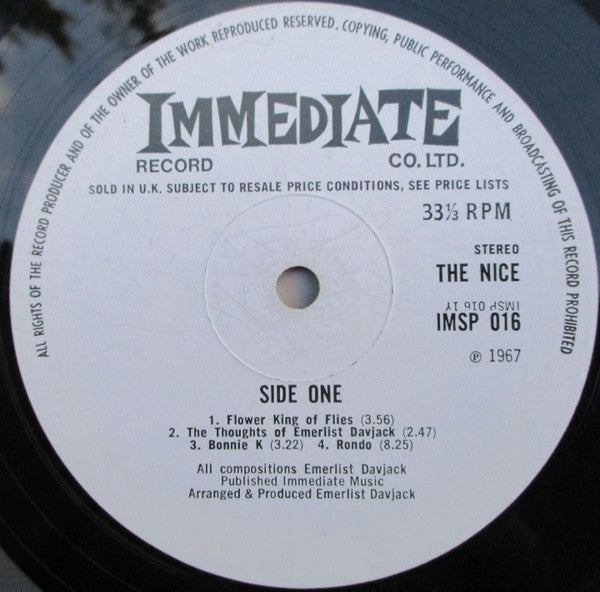 ALL RIGHTS OF THE RECORD PRODUCER AND OF THE OWNER OF THE WORK REPRODUCED RESERVED. COPYING, PUBLIC PERFORMANCE AND BROADCASTING OF THIS RECORD PROHIBITED
IMMEDIATE
RECORD CO. LTD.
SOLD IN U.K. SUBJECT TO RESALE PRICE CONDITIONS, SEE PRICE LISTS
33⅓ RPM
STEREO
THE NICE
IMSP 016 1Y
IMSP 016
℗ 1967
SIDE ONE
1. Flower King of Flies (3.56)
2. The Thoughts of Emerlist Davjack (2.47)
3. Bonnie K (3.22) 4. Rondo (8.25)
All compositions Emerlist Davjack
Published Immediate Music
Arranged & Produced Emerlist Davjack